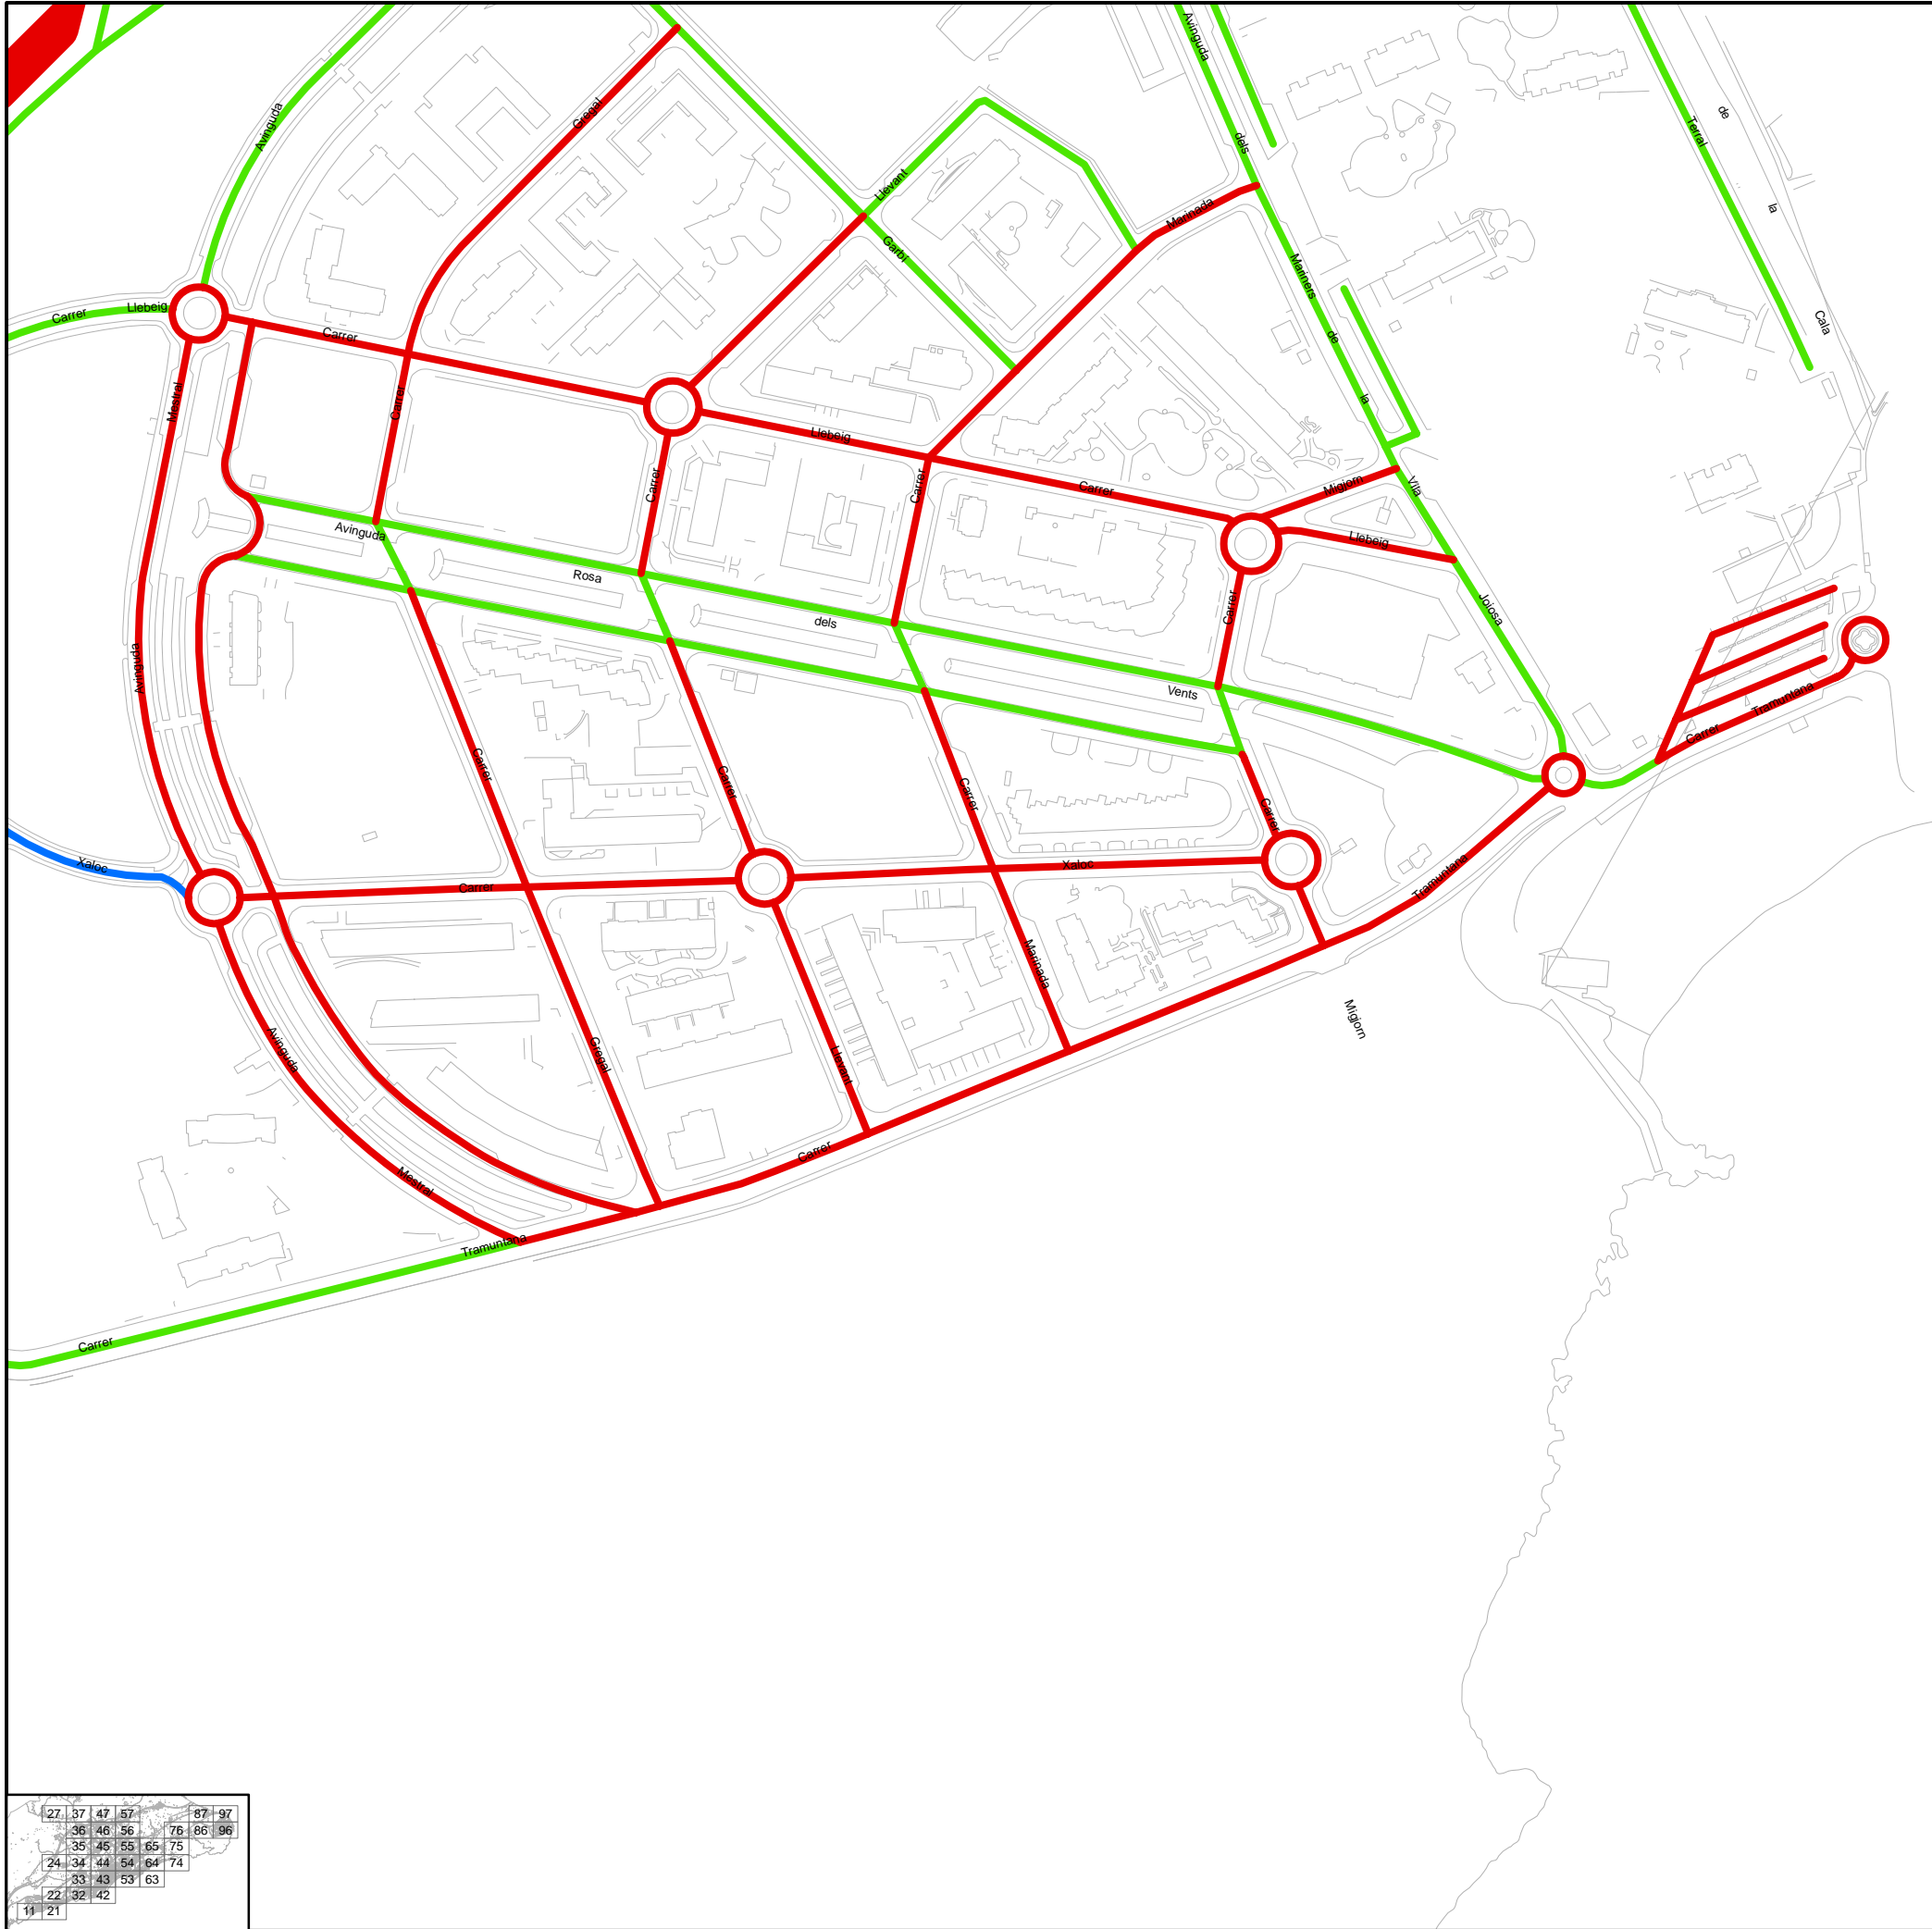 Avinguda
Gregal
Avinguda
dels
Terral
de
la
Llevant
Marinada
Garbí
Mariners
Carrer
Llebeig
Carrer
de
Cala
Mestral
Carrer
la
Llebeig
Carrer
Carrer
Carrer
Migjorn
Vila
Avinguda
Llebeig
Rosa
dels
Carrer
Joiosa
Avinguda
Vents
Tramuntana
Carrer
Carrer
Carrer
Carrer
Carrer
Xaloc
Carrer
Xaloc
Tramuntana
Marinada
Migjorn
Avinguda
Gregal
Llevant
Carrer
Mestral
Tramuntana
Carrer
27 37 47 57 87 97
36 46 56 76 86 96
35 45 55 65 75
24 34 44 54 64 74
33 43 53 63
22 32 42
11 21